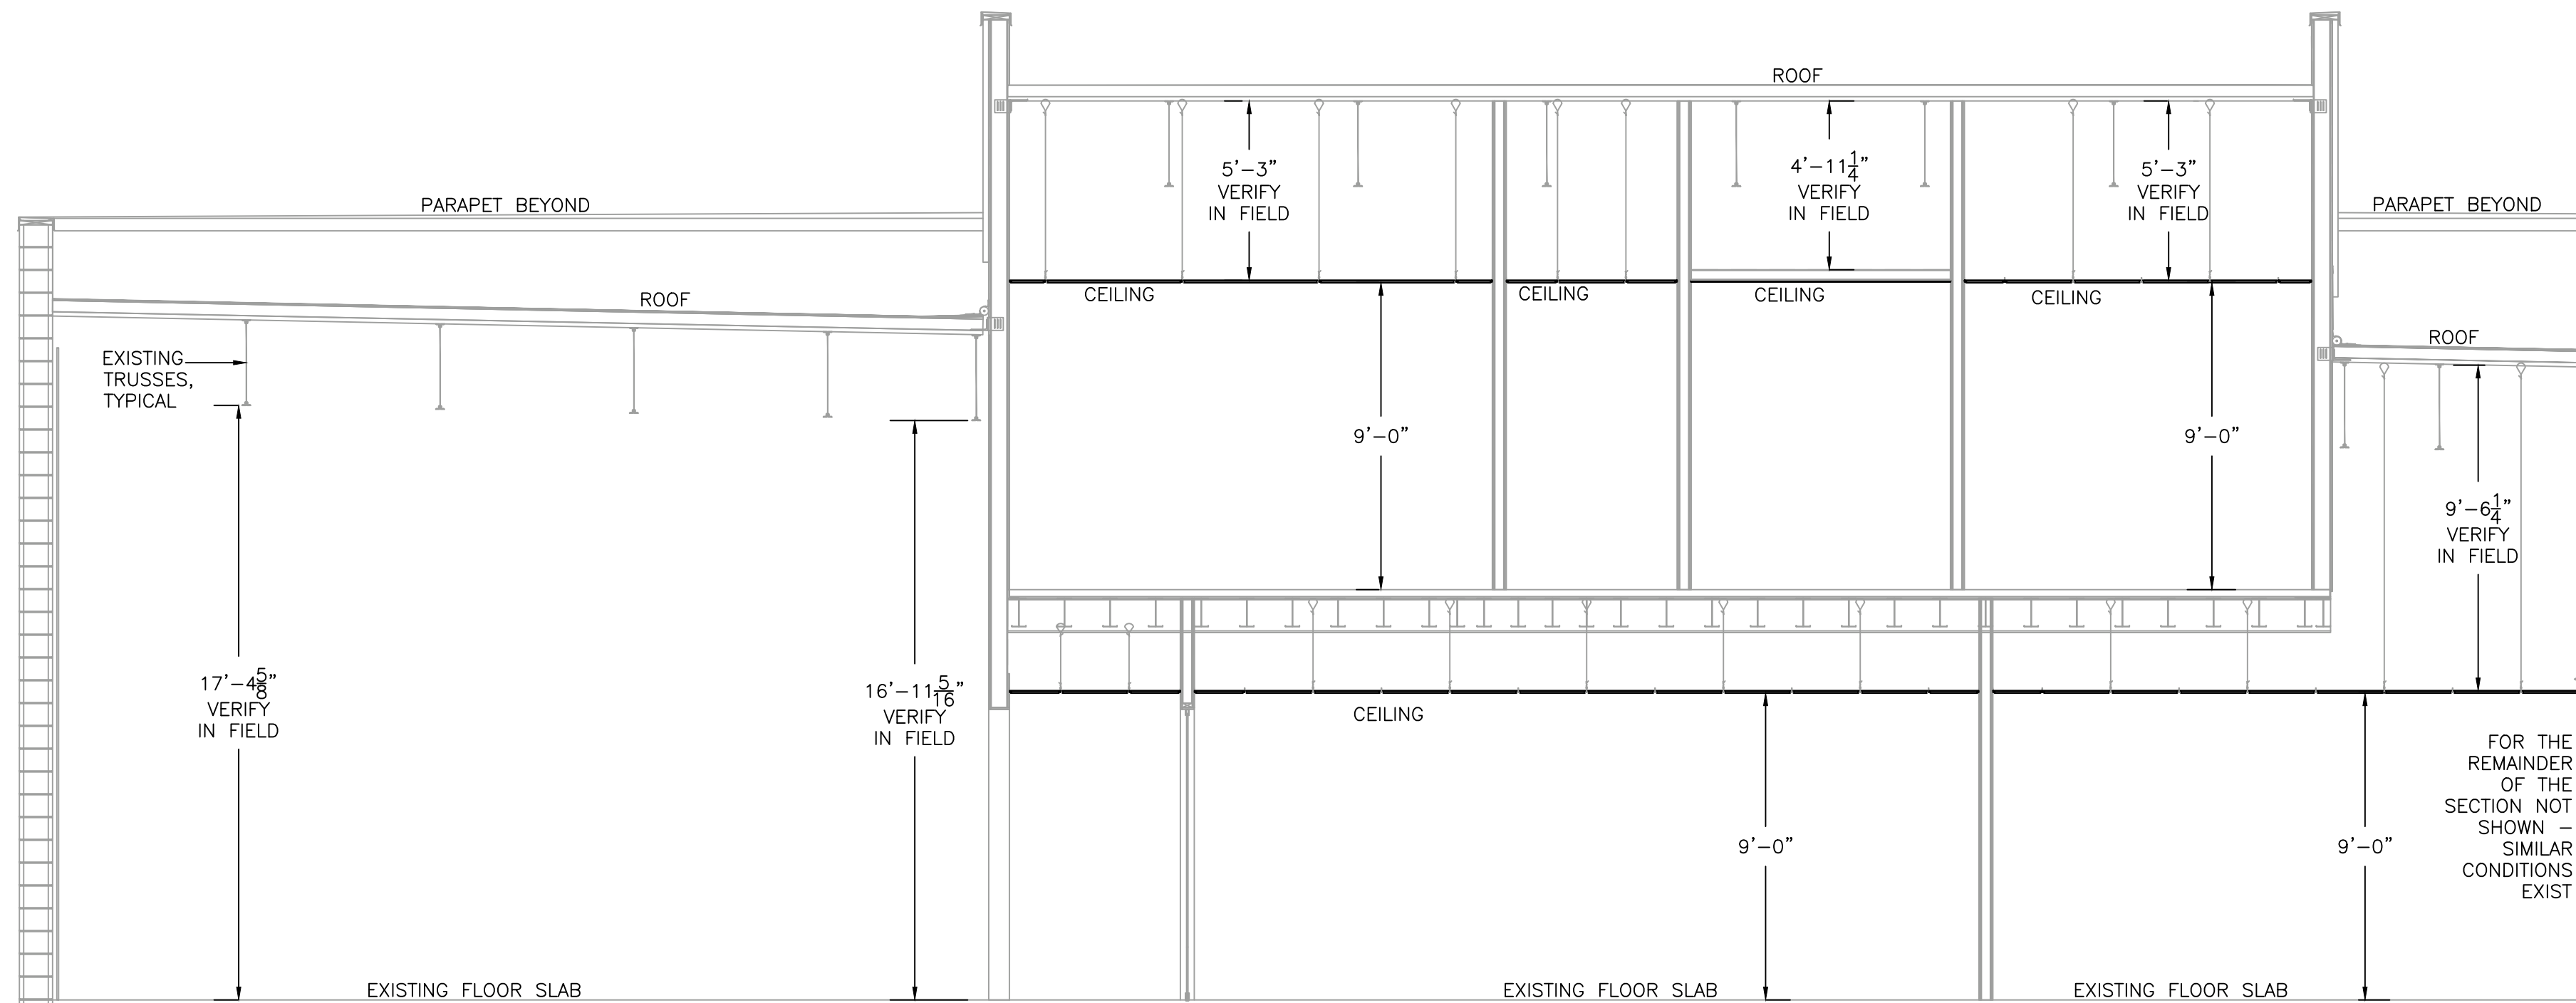 ROOF
5'-3"
VERIFY
IN FIELD
4'-11 1/4"
VERIFY
IN FIELD
5'-3"
VERIFY
IN FIELD
PARAPET BEYOND
PARAPET BEYOND
CEILING
CEILING
CEILING
CEILING
ROOF
ROOF
EXISTING
TRUSSES,
TYPICAL
9'-0"
9'-0"
9'-6 1/4"
VERIFY
IN FIELD
17'-4 5/8"
VERIFY
IN FIELD
16'-11 5/16"
VERIFY
IN FIELD
CEILING
FOR THE
REMAINDER
OF THE
SECTION NOT
SHOWN –
SIMILAR
CONDITIONS
EXIST
9'-0"
9'-0"
EXISTING FLOOR SLAB
EXISTING FLOOR SLAB
EXISTING FLOOR SLAB